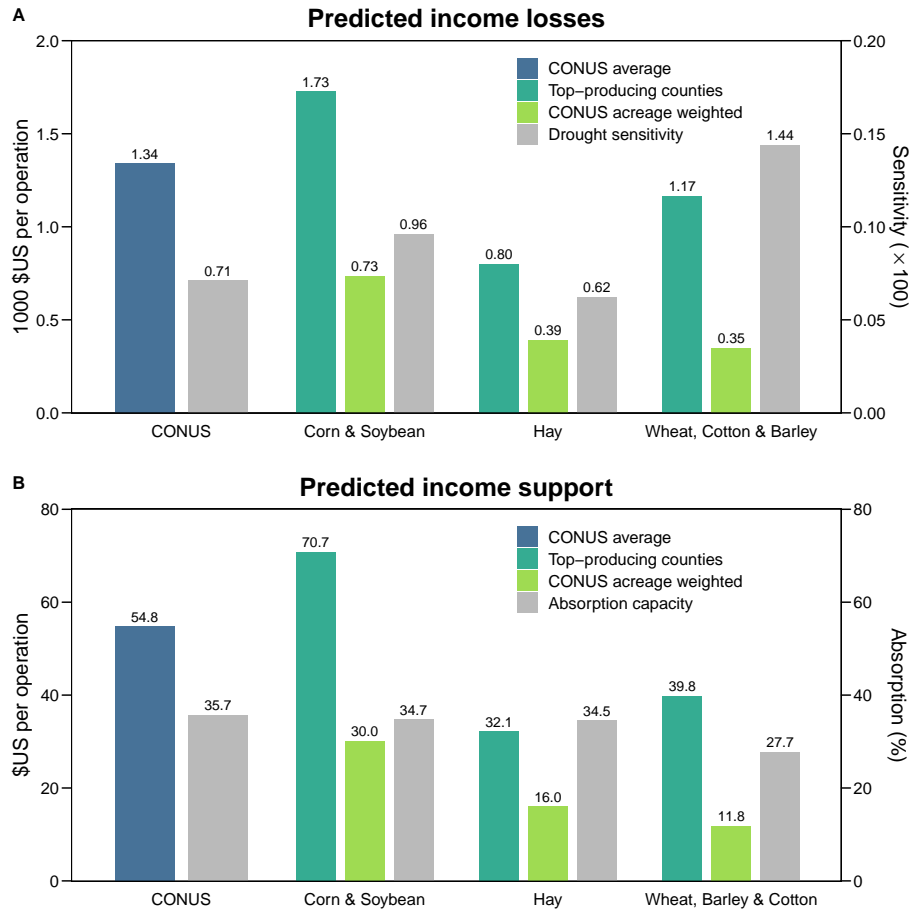 A
Predicted income losses
2.0
1.5
1.0
0.5
0.0
1000 $US per operation
0.20
0.15
0.10
0.05
0.00
Sensitivity (×100)
CONUS average
Top−producing counties
CONUS acreage weighted
Drought sensitivity
1.34
0.71
1.73
0.73
0.96
0.80
0.39
0.62
1.17
0.35
1.44
CONUS
Corn & Soybean
Hay
Wheat, Cotton & Barley
B
Predicted income support
80
60
40
20
0
$US per operation
80
60
40
20
0
Absorption (%)
CONUS average
Top−producing counties
CONUS acreage weighted
Absorption capacity
54.8
35.7
70.7
30.0
34.7
32.1
16.0
34.5
39.8
11.8
27.7
CONUS
Corn & Soybean
Hay
Wheat, Barley & Cotton